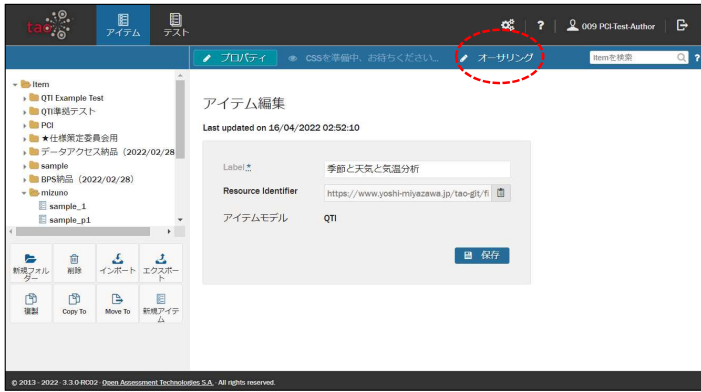 tao
アイテム
テスト
?
009 PCI-Test-Author
プロパティ
CSSを準備中、お待ちください...
オーサリング
Itemを検索
?
Item
QTI Example Test
QTI準拠テスト
PCI
★仕様策定委員会用
データアクセス納品（2022/02/28
sample
BPS納品（2022/02/28）
mizuno
sample_1
sample_p1
新規フォル
ダー
削除
インポート
エクスポー
ト
複製
Copy To
Move To
新規アイテ
ム
アイテム編集
Last updated on 16/04/2022 02:52:10
Label *
季節と天気と気温分析
Resource Identifier
https://www.yoshi-miyazawa.jp/tao-git/fi
アイテムモデル
QTI
保存
© 2013 - 2022 · 3.3.0-RC02 · Open Assessment Technologies S.A. · All rights reserved.